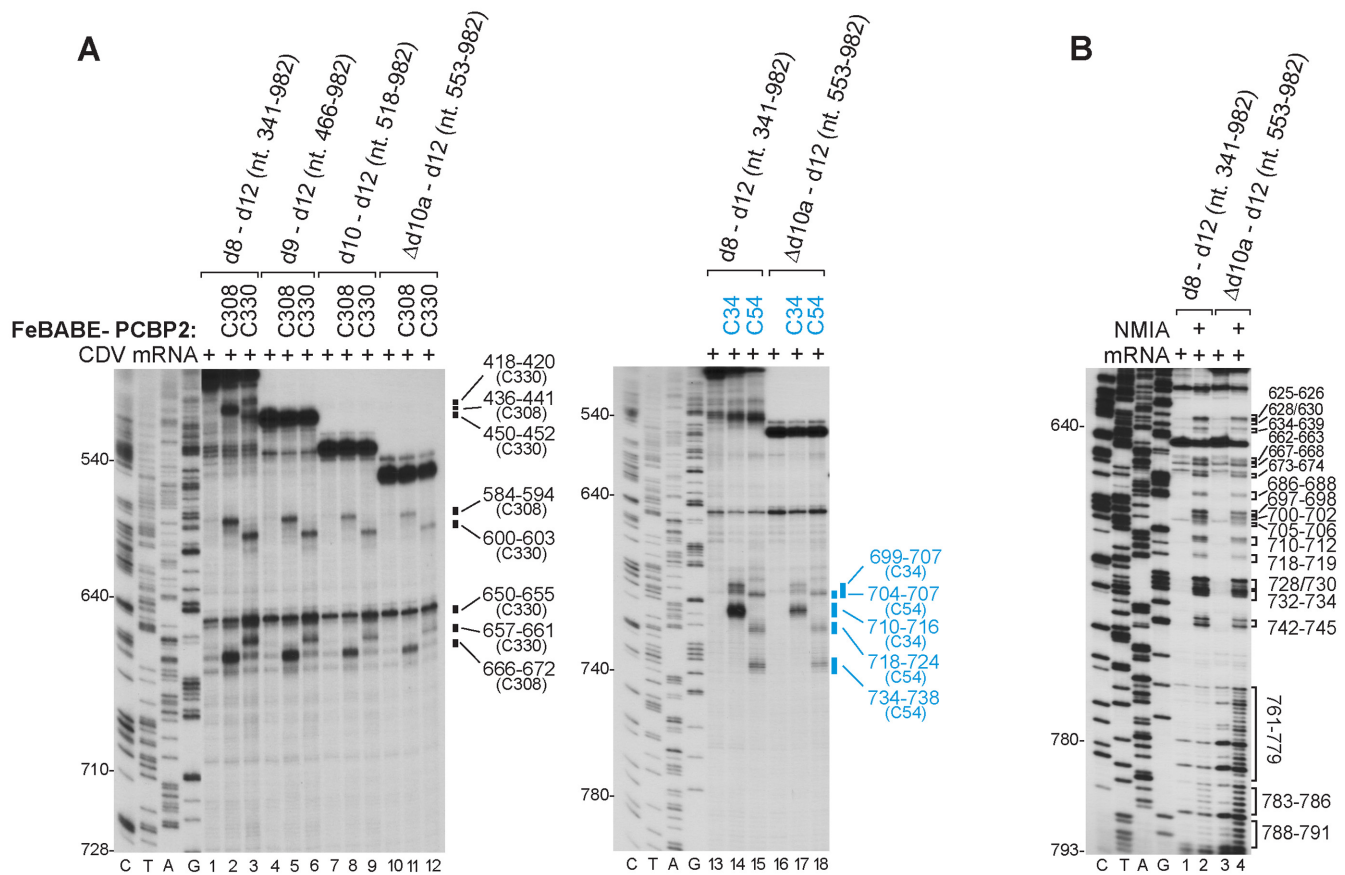 A
d8 - d12 (nt. 341-982)
d9 - d12 (nt. 466-982)
d10 - d12 (nt. 518-982)
Δd10a - d12 (nt. 553-982)
FeBABE- PCBP2:
C308
C330
C308
C330
C308
C330
C308
C330
CDV mRNA + + + + + + + + + + + +
540-
640-
710-
728-
418-420
(C330)
436-441
(C308)
450-452
(C330)
584-594
(C308)
600-603
(C330)
650-655
(C330)
657-661
(C330)
666-672
(C308)
C T A G 1 2 3 4 5 6 7 8 9 10 11 12
d8 - d12 (nt. 341-982)
Δd10a - d12 (nt. 553-982)
C34
C54
C34
C54
+ + + + + +
540-
640-
740-
780-
699-707
(C34)
704-707
(C54)
710-716
(C34)
718-724
(C54)
734-738
(C54)
C T A G 13 14 15 16 17 18
B
d8 - d12 (nt. 341-982)
Δd10a - d12 (nt. 553-982)
NMIA + +
mRNA + + + +
640-
780-
793-
625-626
628/630
634-639
662-663
667-668
673-674
686-688
697-698
700-702
705-706
710-712
718-719
728/730
732-734
742-745
761-779
783-786
788-791
C T A G 1 2 3 4